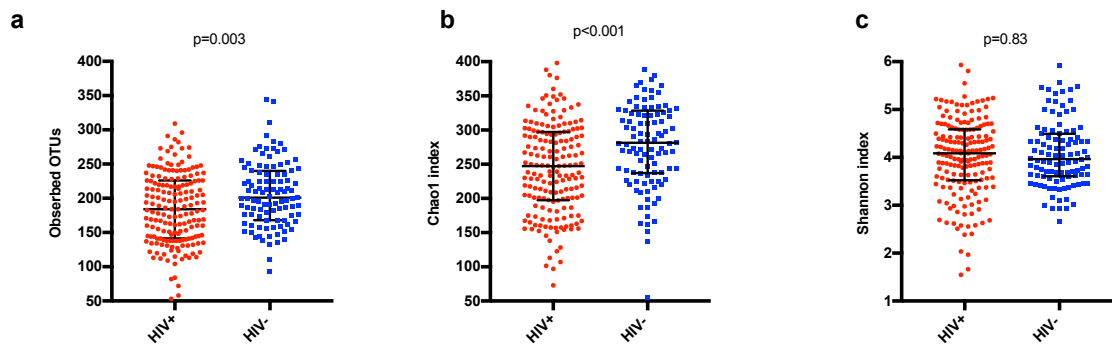 a
p=0.003
Obserbed OTUs
400
350
300
250
200
150
100
50
HIV+
HIV-
b
p<0.001
Chao1 index
400
350
300
250
200
150
100
50
HIV+
HIV-
c
p=0.83
Shannon index
6
5
4
3
2
1
HIV+
HIV-